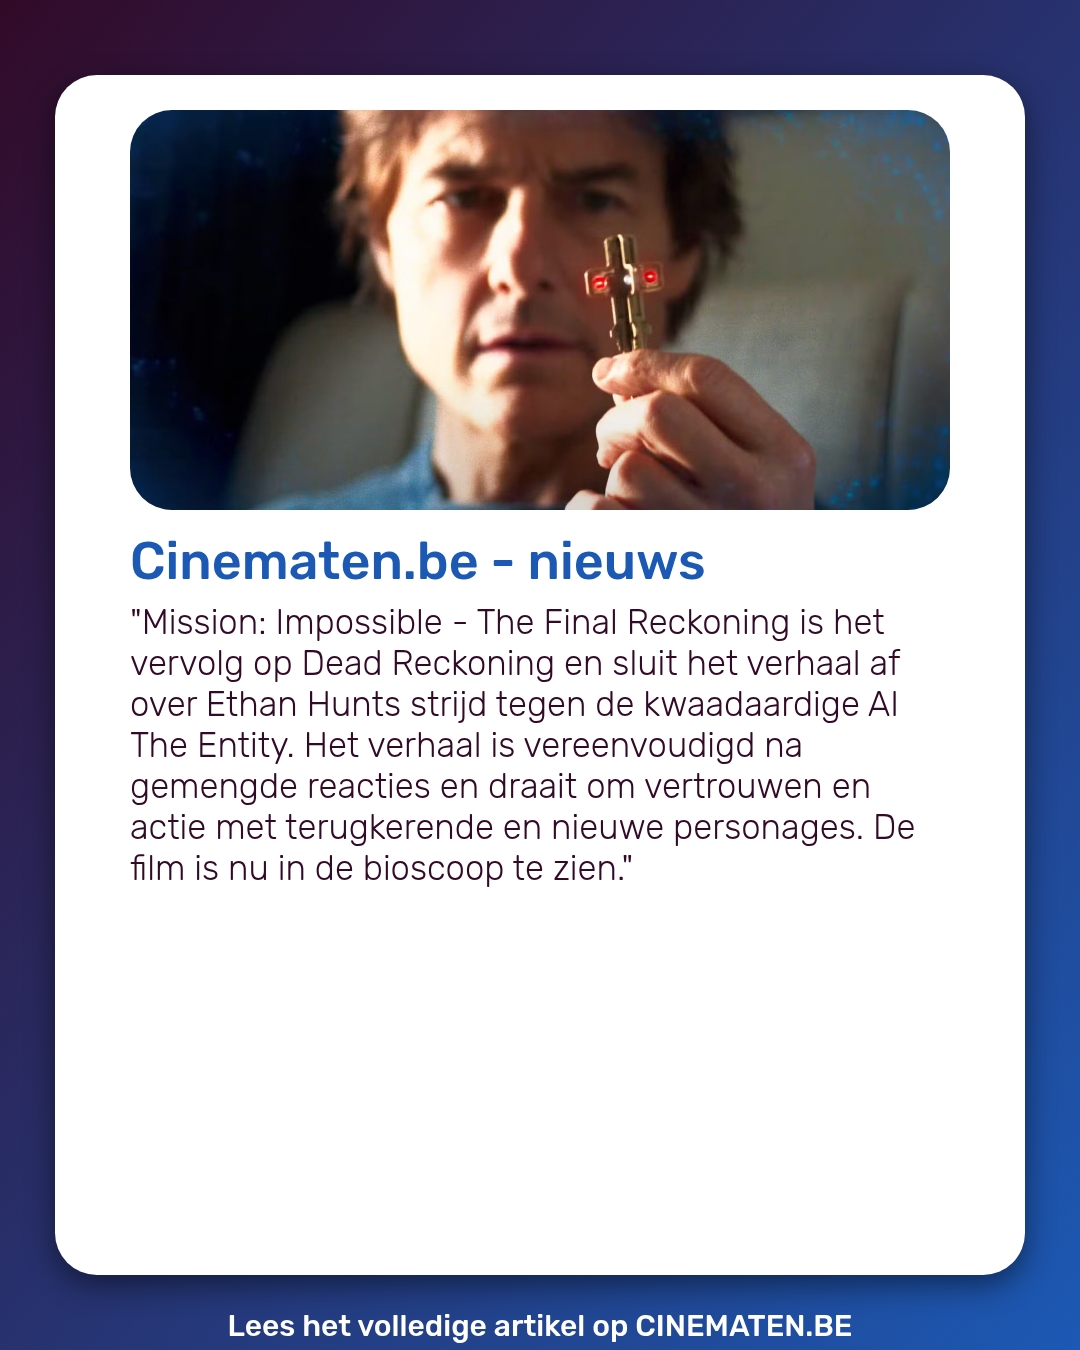 Cinematen.be - nieuws
"Mission: Impossible - The Final Reckoning is het
vervolg op Dead Reckoning en sluit het verhaal af
over Ethan Hunts strijd tegen de kwaadaardige AI
The Entity. Het verhaal is vereenvoudigd na
gemengde reacties en draait om vertrouwen en
actie met terugkerende en nieuwe personages. De
film is nu in de bioscoop te zien."
Lees het volledige artikel op CINEMATEN.BE